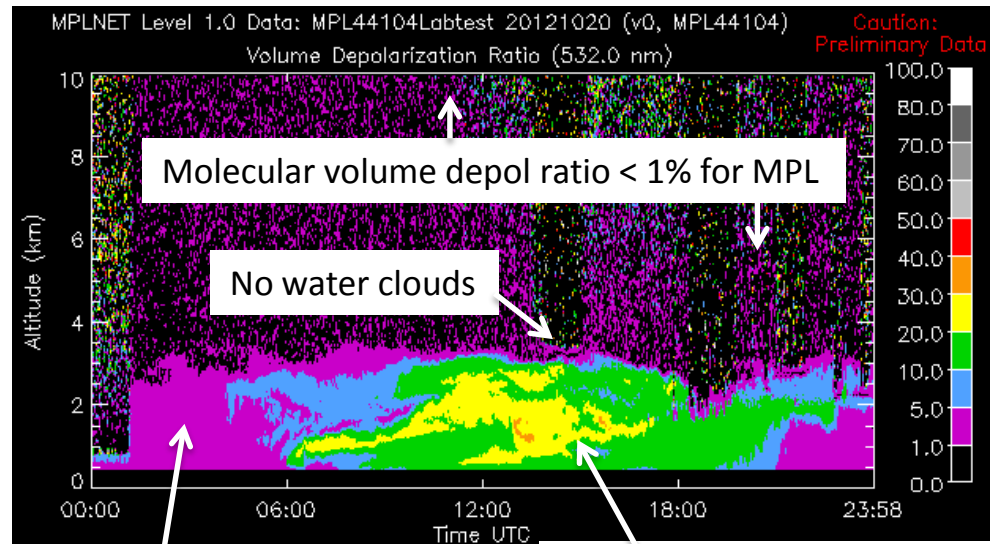 MPLNET Level 1.0 Data: MPL44104Labtest 20121020 (v0, MPL44104)
Caution:
Preliminary Data
Volume Depolarization Ratio (532.0 nm)
10
8
6
4
2
0
Altitude (km)
Molecular volume depol ratio < 1% for MPL
No water clouds
100.0
80.0
70.0
60.0
50.0
40.0
30.0
20.0
10.0
5.0
1.0
0.0
00:00 06:00 12:00 18:00 23:58
Time UTC